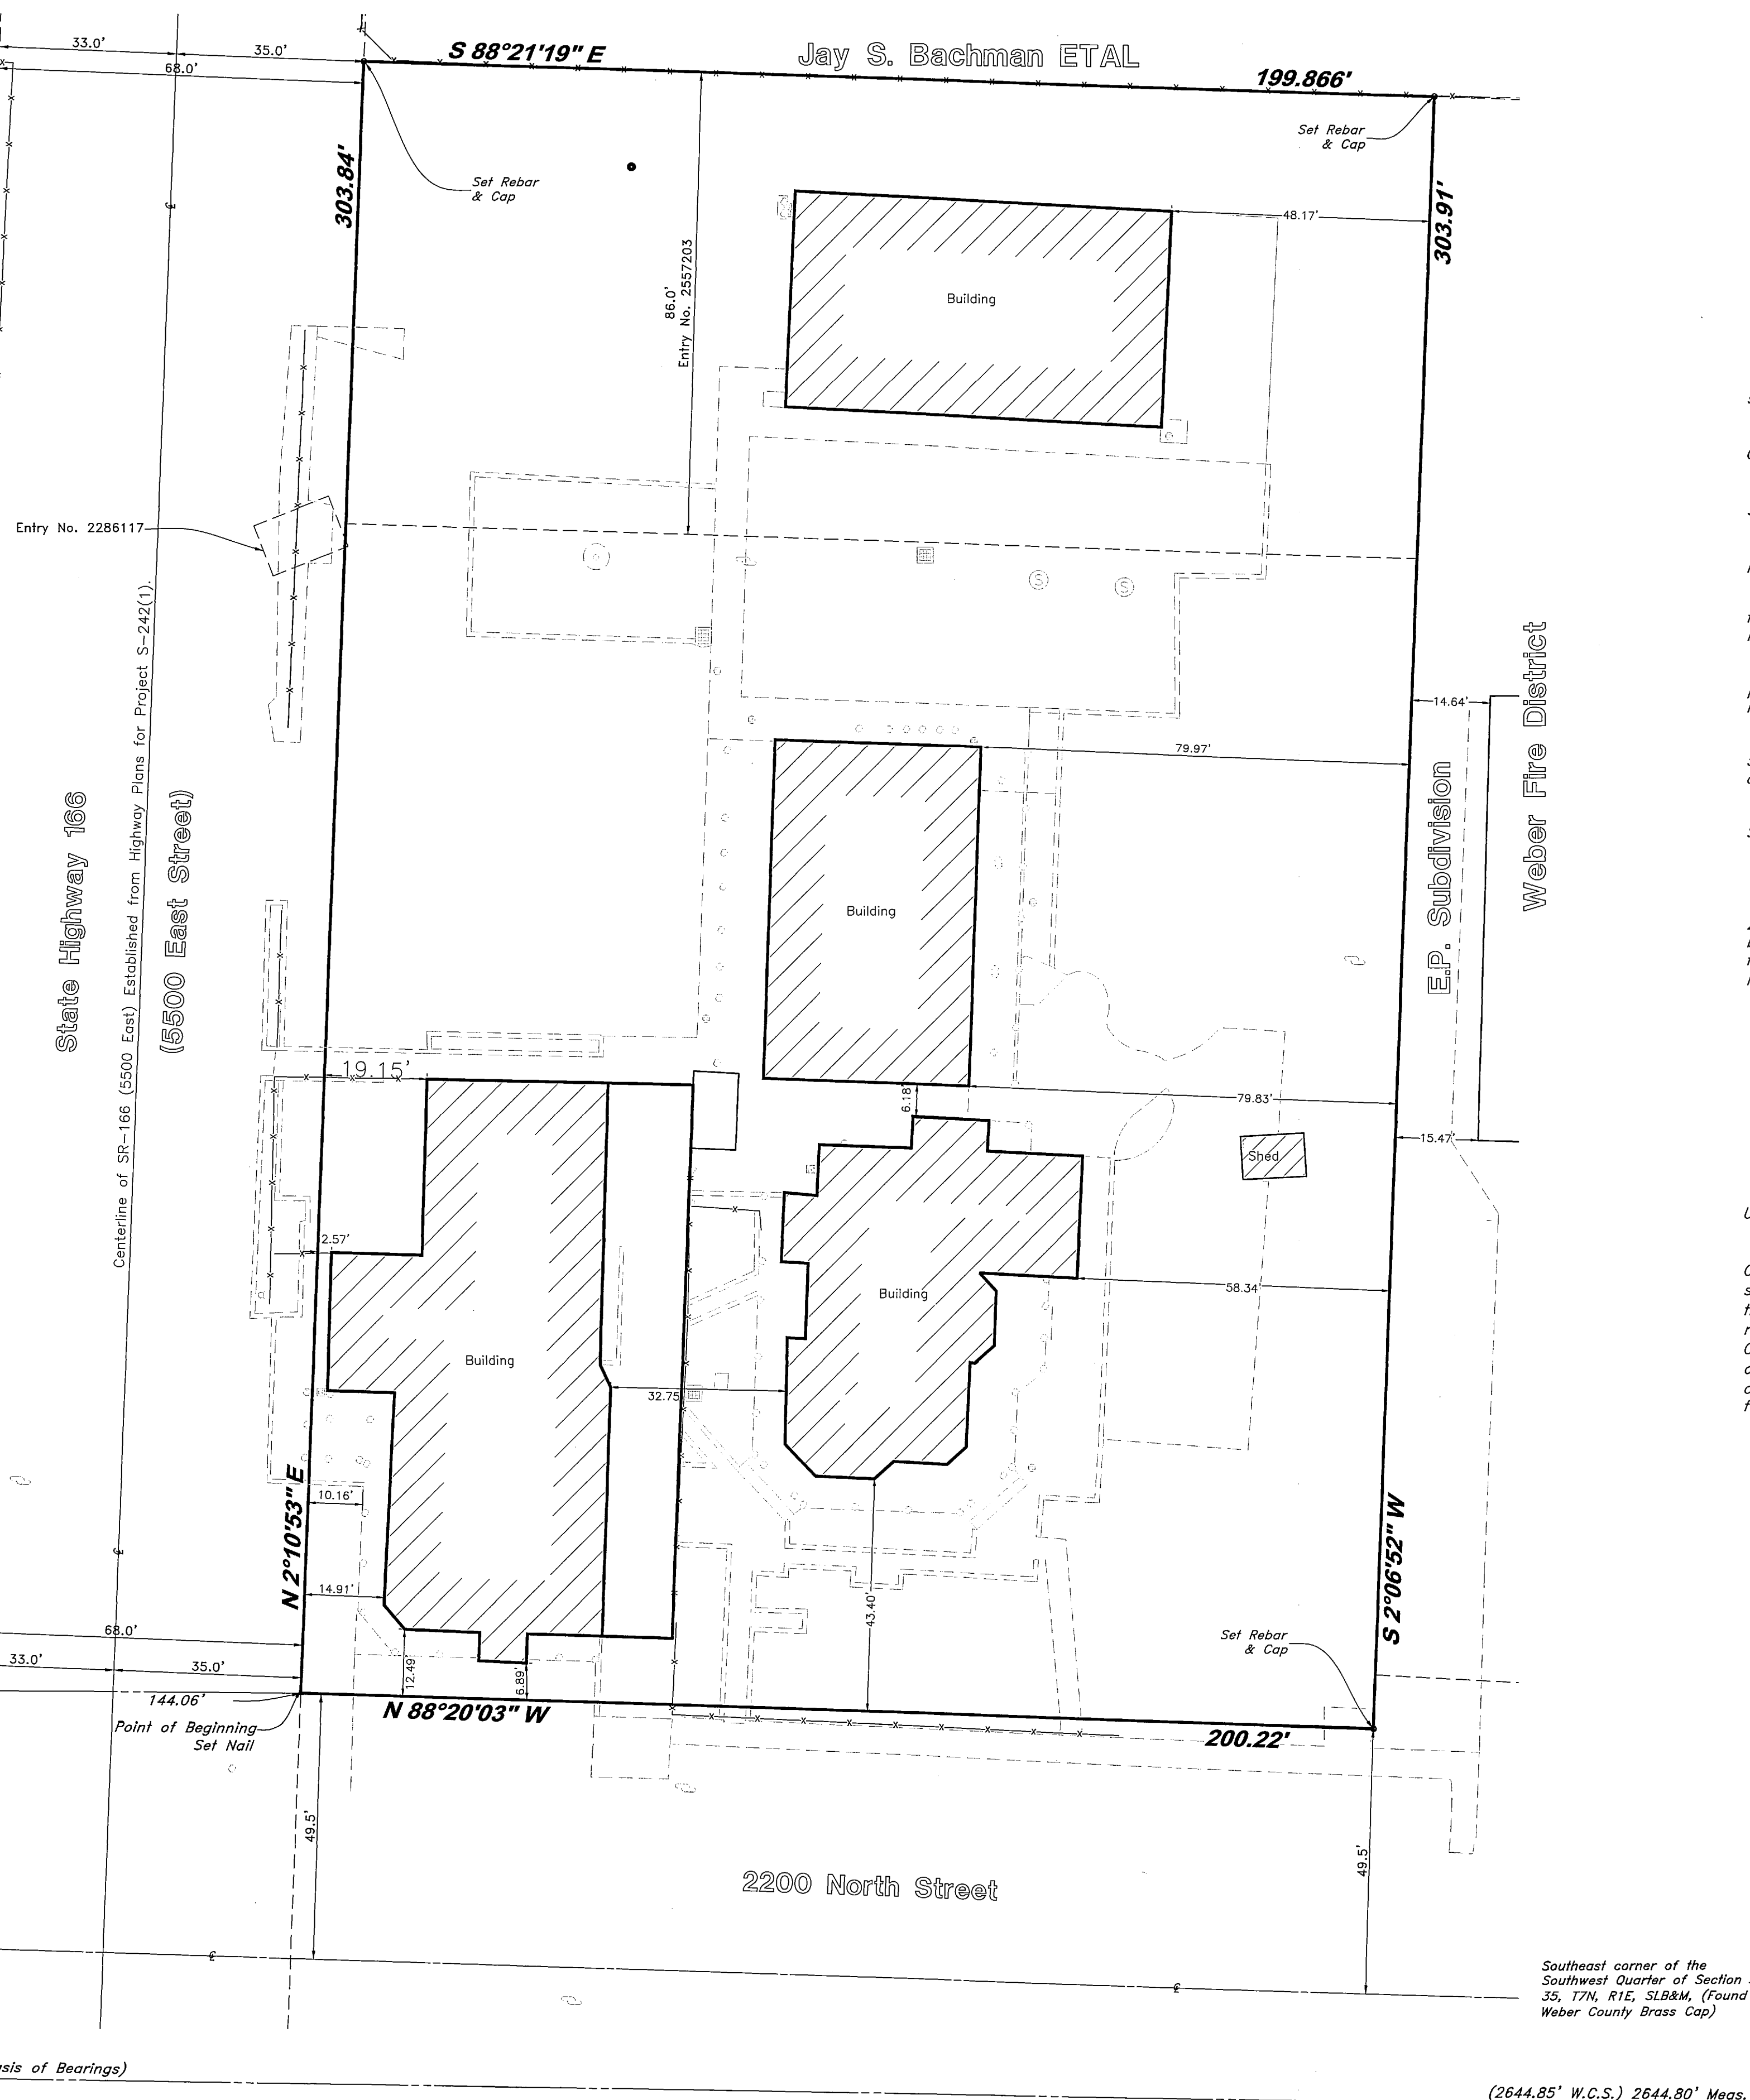 33.0'
35.0'
68.0'
S 88°21'19" E
Jay S. Bachman ETAL
199.866'
Set Rebar
& Cap
Set Rebar
& Cap
303.84'
303.91'
48.17'
86.0'
Entry No. 2557203
Building
Entry No. 2286117
S
S
14.64'
79.97'
Weber Fire District
E.P. Subdivision
State Highway 166
Centerline of SR-166 (5500 East) Established from Highway Plans for Project S-242(1).
(5500 East Street)
Building
19.15'
6.18'
79.83'
15.47'
Shed
2.57'
Building
58.34'
Building
32.75
N 2°10'53" E
10.16'
14.91'
43.40'
S 2°06'52" W
Set Rebar
& Cap
68.0'
33.0'
35.0'
12.49'
6.89'
144.06'
N 88°20'03" W
Point of Beginning
Set Nail
200.22'
49.5'
49.5'
2200 North Street
Southeast corner of the
Southwest Quarter of Section
35, T7N, R1E, SLB&M, (Found
Weber County Brass Cap)
sis of Bearings)
(2644.85' W.C.S.) 2644.80' Meas.